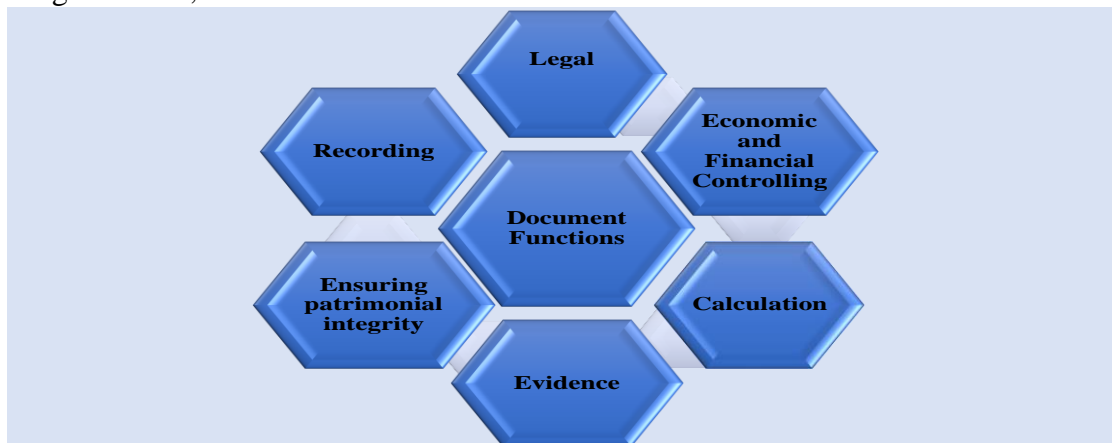 Legal
Economic
and
Financial
Controlling
Recording
Document
Functions
Ensuring
patrimonial
integrity
Calculation
Evidence